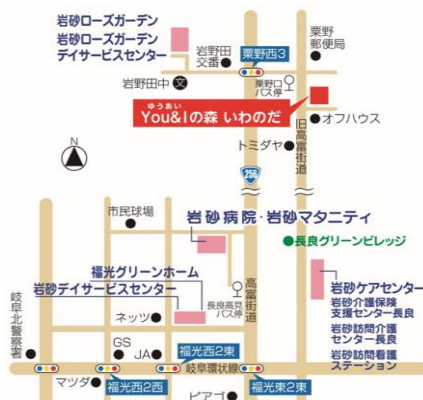 岩砂ローズガーデン
岩砂ローズガーデン
デイサービスセンター
岩野田
交番
粟野西3
粟野
郵便局
岩野田中
文
粟野口
バス停
ゆうあい
You&Iの森 いわのだ
オフハウス
トミダヤ
旧高富街道
N
256
市民球場
岩砂病院・岩砂マタニティ
長良グリーンビレッジ
福光グリーンホーム
岩砂デイサービスセンター
長良高見
バス停
高富街道
岩砂ケアセンター
岩砂介護保険
支援センター長良
岩砂訪問介護
センター長良
岩砂訪問看護
ステーション
岐阜北警察署
ネッツ
GS
JA
福光西2東
岐阜環状線
マツダ
福光西2西
ピアゴ
福光東2東